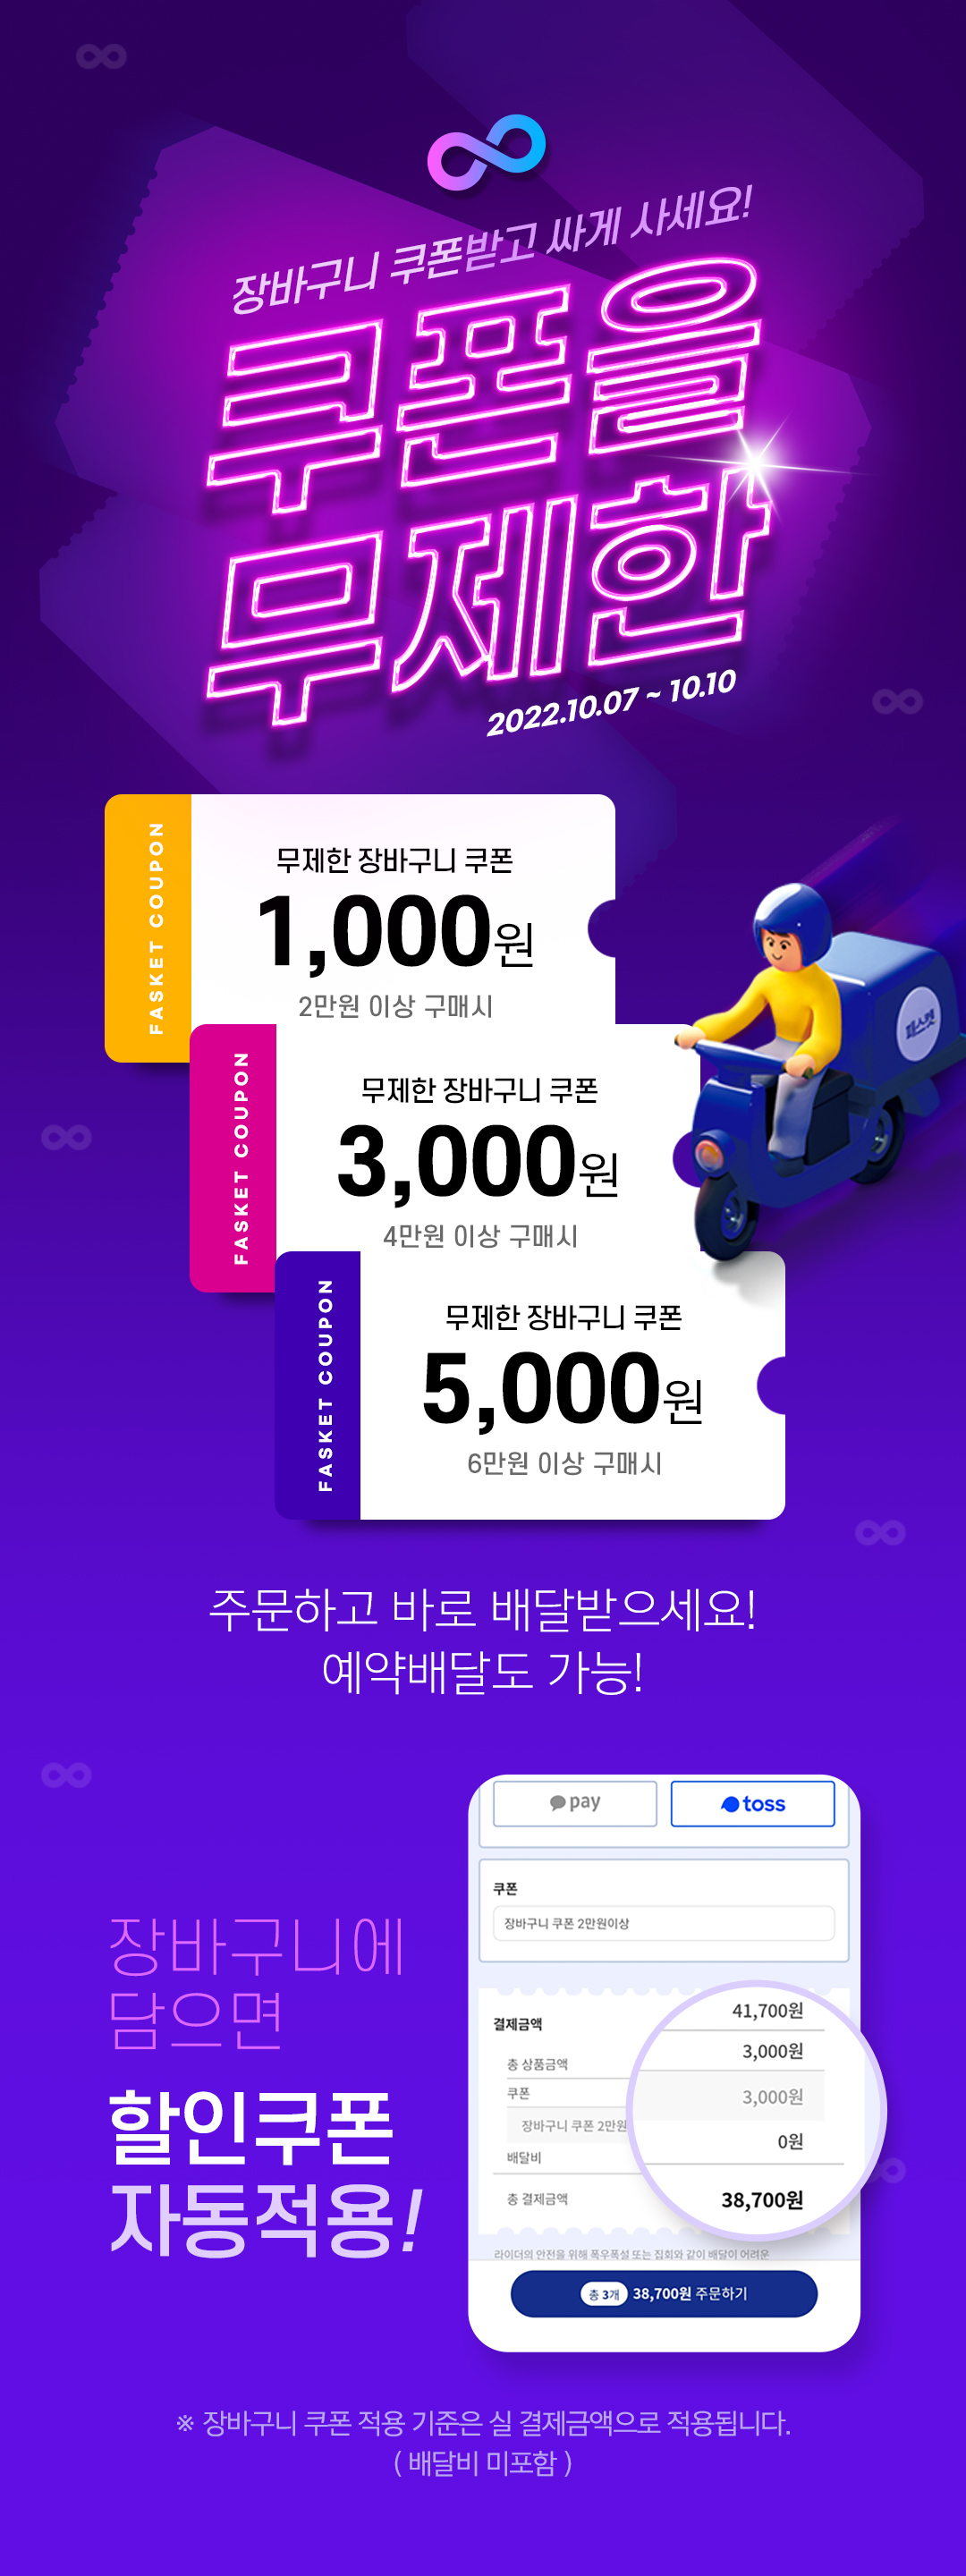 장바구니 쿠폰받고 싸게 사세요!
쿠폰을
무제한
2022.10.07 ~ 10.10
FASKET COUPON
무제한 장바구니 쿠폰
1,000원
2만원 이상 구매시
FASKET COUPON
무제한 장바구니 쿠폰
3,000원
4만원 이상 구매시
패스켓
FASKET COUPON
무제한 장바구니 쿠폰
5,000원
6만원 이상 구매시
주문하고 바로 배달받으세요!
예약배달도 가능!
장바구니에
담으면
할인쿠폰
자동적용!
pay
toss
쿠폰
장바구니 쿠폰 2만원이상
결제금액
총 상품금액 41,700원
쿠폰 3,000원
장바구니 쿠폰 2만원 3,000원
배달비 0원
총 결제금액 38,700원
라이더의 안전을 위해 폭우폭설 또는 집회와 같이 배달이 어려운
총 3개 38,700원 주문하기
※ 장바구니 쿠폰 적용 기준은 실 결제금액으로 적용됩니다.
( 배달비 미포함 )